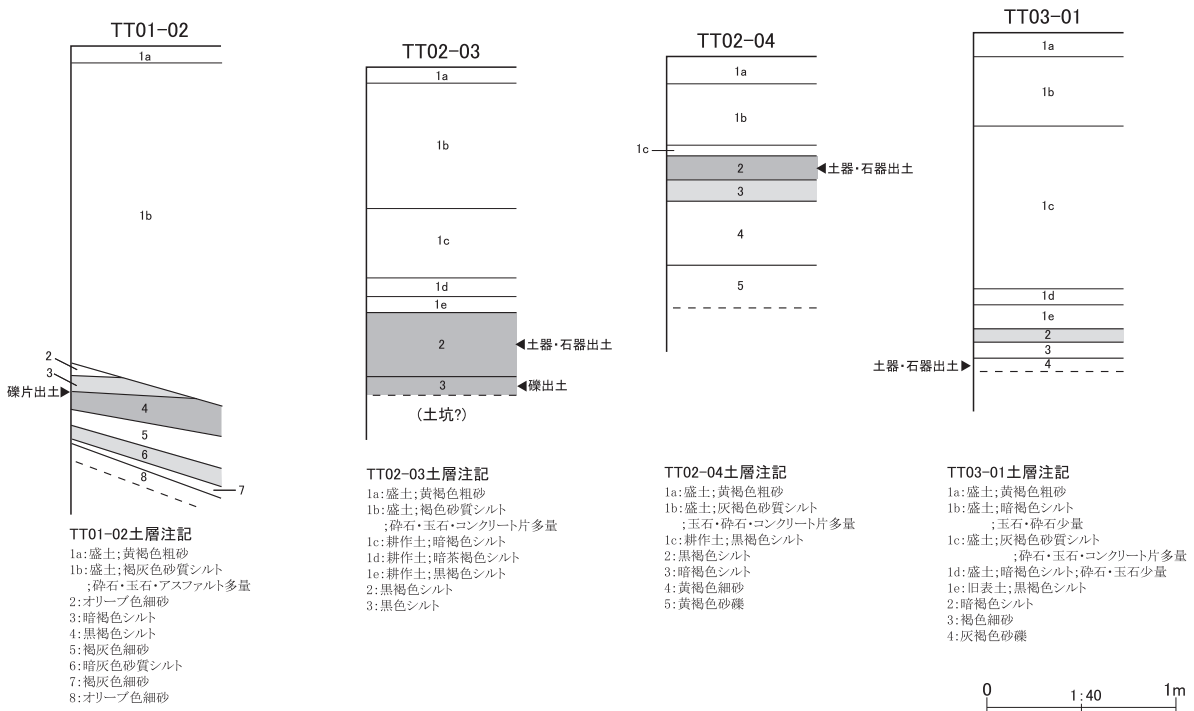 TT01-02
1a
1b
2
3
礫片出土
4
5
6
7
8
TT01-02土層注記
1a:盛土;黄褐色粗砂
1b:盛土;褐灰色砂質シルト
;砕石・玉石・アスファルト多量
2:オリーブ色細砂
3:暗褐色シルト
4:黒褐色シルト
5:褐灰色細砂
6:暗灰色砂質シルト
7:褐灰色細砂
8:オリーブ色細砂
TT02-03
1a
1b
1c
1d
1e
2
土器・石器出土
3
礫出土
(土坑?)
TT02-03土層注記
1a:盛土;黄褐色粗砂
1b:盛土;褐色砂質シルト
;砕石・玉石・コンクリート片多量
1c:耕作土;暗褐色シルト
1d:耕作土;暗茶褐色シルト
1e:耕作土;黒褐色シルト
2:黒褐色シルト
3:黒色シルト
TT02-04
1a
1b
1c
2
土器・石器出土
3
4
5
TT02-04土層注記
1a:盛土;黄褐色粗砂
1b:盛土;灰褐色砂質シルト
;玉石・砕石・コンクリート片多量
1c:耕作土;黒褐色シルト
2:黒褐色シルト
3:暗褐色シルト
4:黄褐色細砂
5:黄褐色砂礫
TT03-01
1a
1b
1c
1d
1e
2
3
土器・石器出土
4
TT03-01土層注記
1a:盛土;黄褐色粗砂
1b:盛土;暗褐色シルト
;玉石・砕石少量
1c:盛土;灰褐色砂質シルト
;砕石・玉石・コンクリート片多量
1d:盛土;暗褐色シルト;砕石・玉石少量
1e:旧表土;黒褐色シルト
2:暗褐色シルト
3:褐色細砂
4:灰褐色砂礫
0
1:40
1m